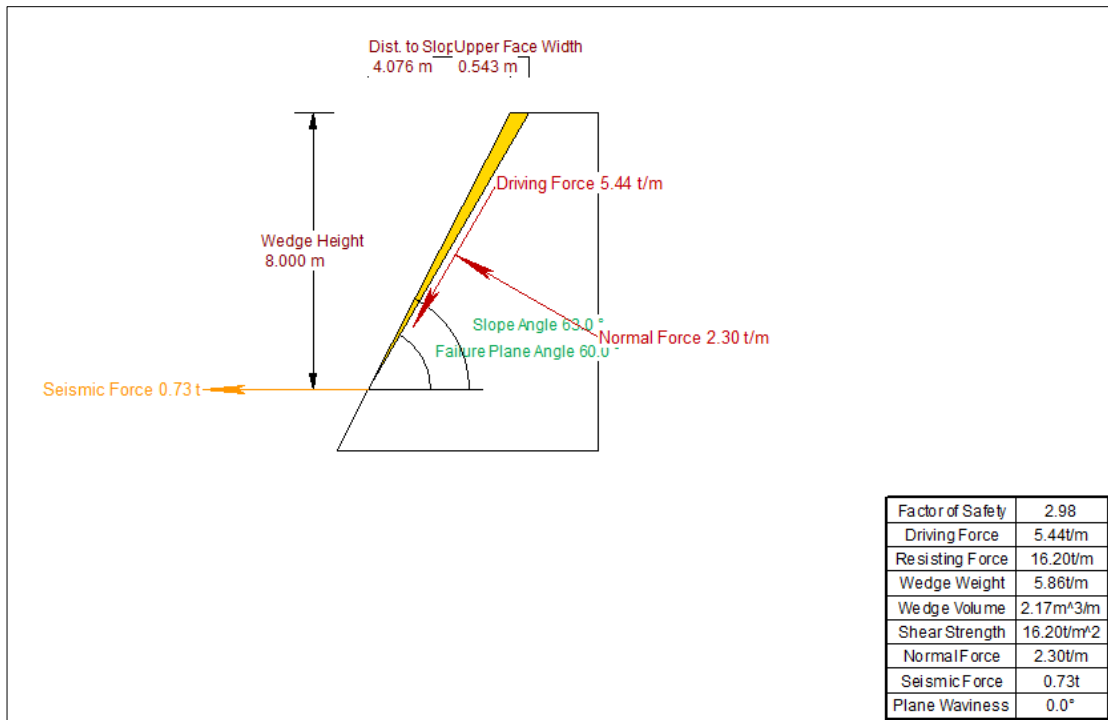 Dist. to Slop Upper Face Width
4.076 m 0.543 m
Driving Force 5.44 t/m
Wedge Height
8.000 m
Slope Angle 63.0 °
Normal Force 2.30 t/m
Failure Plane Angle 60.0 °
Seismic Force 0.73 t
Factor of Safety 2.98
Driving Force 5.44t/m
Resisting Force 16.20t/m
Wedge Weight 5.86t/m
Wedge Volume 2.17m^3/m
Shear Strength 16.20t/m^2
Normal Force 2.30t/m
Seismic Force 0.73t
Plane Waviness 0.0°